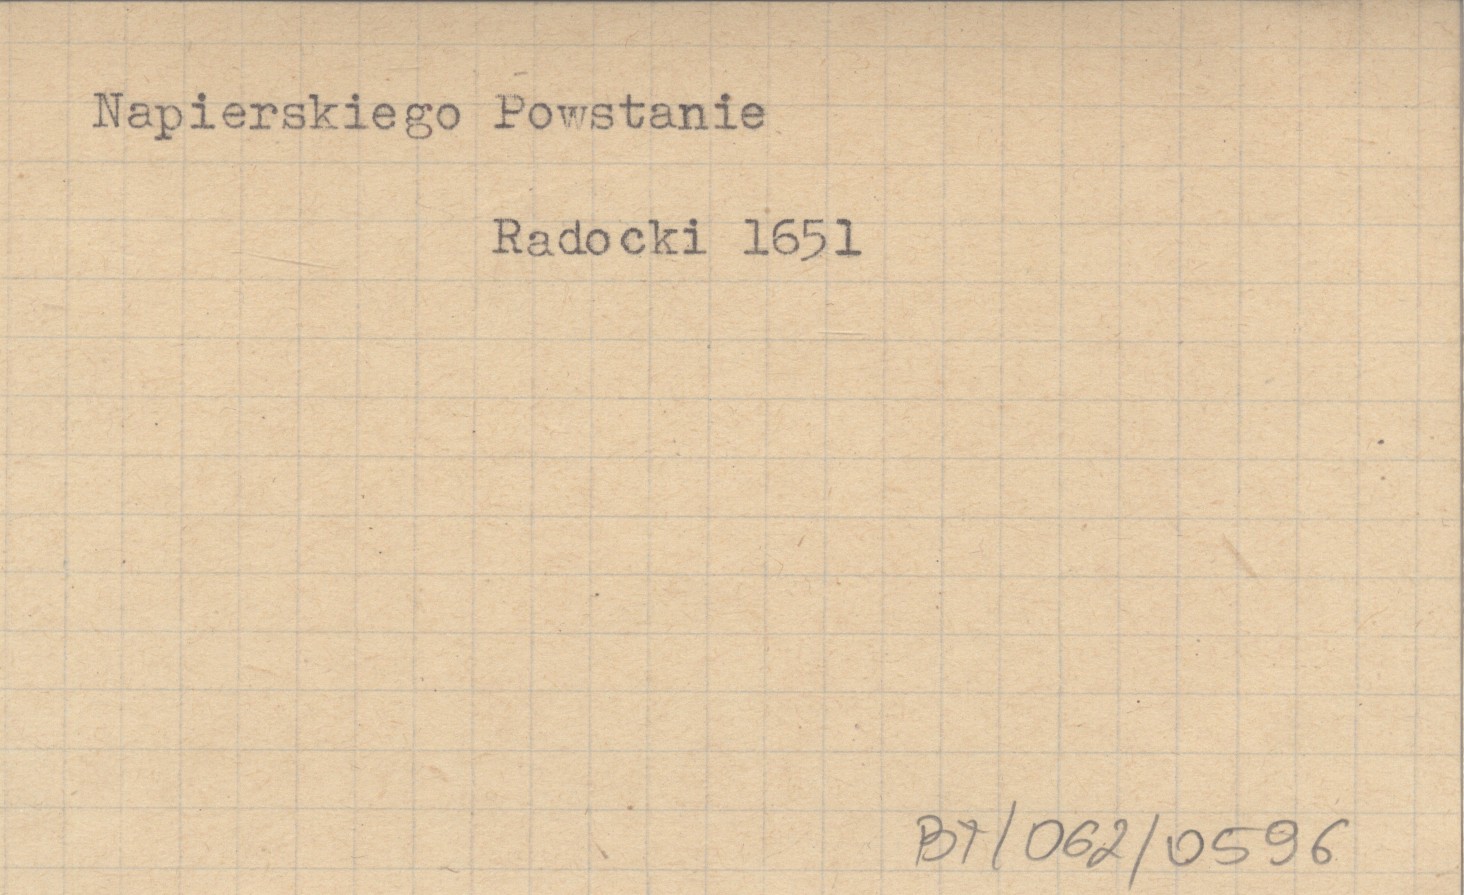 Napierskiego Powstanie
Radocki 1651
BT/062/0596